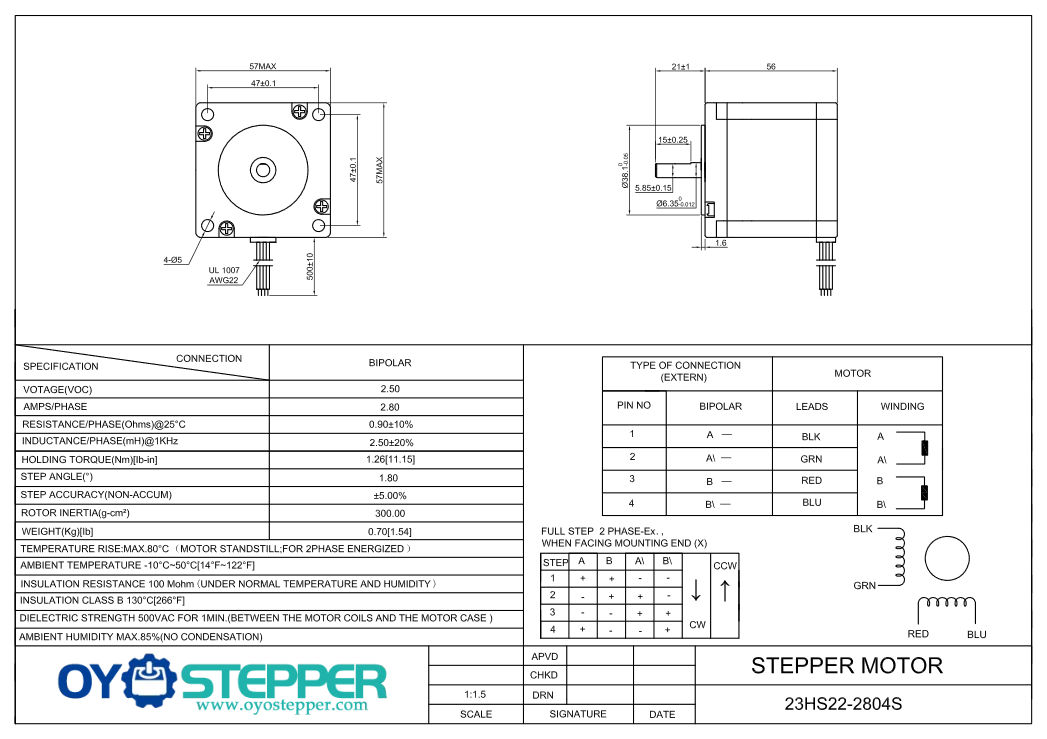 57MAX
47±0.1
47±0.1
57MAX
4-Ø5
UL 1007
AWG22
500±10
21±1
56
15±0.25
Ø38.1 0 -0.05
5.85±0.15
Ø6.35 0 -0.012
1.6
SPECIFICATION CONNECTION BIPOLAR
VOTAGE(VOC) 2.50
AMPS/PHASE 2.80
RESISTANCE/PHASE(Ohms)@25°C 0.90±10%
INDUCTANCE/PHASE(mH)@1KHz 2.50±20%
HOLDING TORQUE(Nm)[lb-in] 1.26[11.15]
STEP ANGLE(°) 1.80
STEP ACCURACY(NON-ACCUM) ±5.00%
ROTOR INERTIA(g-cm²) 300.00
WEIGHT(Kg)[lb] 0.70[1.54]
TEMPERATURE RISE:MAX.80°C (MOTOR STANDSTILL;FOR 2PHASE ENERGIZED)
AMBIENT TEMPERATURE -10°C~50°C[14°F~122°F]
INSULATION RESISTANCE 100 Mohm (UNDER NORMAL TEMPERATURE AND HUMIDITY)
INSULATION CLASS B 130°C[266°F]
DIELECTRIC STRENGTH 500VAC FOR 1MIN.(BETWEEN THE MOTOR COILS AND THE MOTOR CASE )
AMBIENT HUMIDITY MAX.85%(NO CONDENSATION)
TYPE OF CONNECTION
(EXTERN)
MOTOR
PIN NO BIPOLAR LEADS WINDING
1 A — BLK A
2 A\ — GRN A\
3 B — RED B
4 B\ — BLU B\
FULL STEP 2 PHASE-Ex. ,
WHEN FACING MOUNTING END (X)
STEP A B A\ B\
1 + + - -
2 - + + -
3 - - + +
4 + - - +
CW
CCW
BLK
GRN
RED BLU
OYOSTEPPER
www.oyostepper.com
1:1.5
SCALE
APVD
CHKD
DRN
SIGNATURE DATE
STEPPER MOTOR
23HS22-2804S